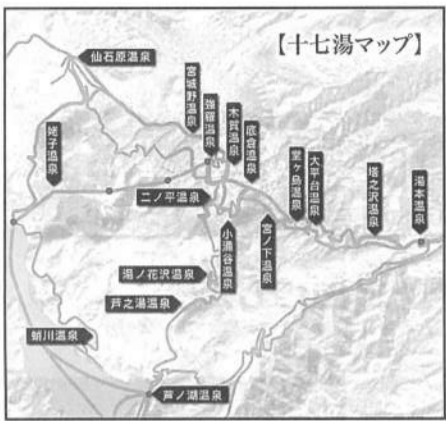 【十七湯マップ】
仙石原温泉
宮城野温泉
強羅温泉
木賀温泉
底倉温泉
姥子温泉
堂ヶ島温泉
大平台温泉
塔之沢温泉
湯本温泉
二ノ平温泉
小涌谷温泉
宮ノ下温泉
湯ノ花沢温泉
芦之湯温泉
蛸川温泉
芦ノ湖温泉